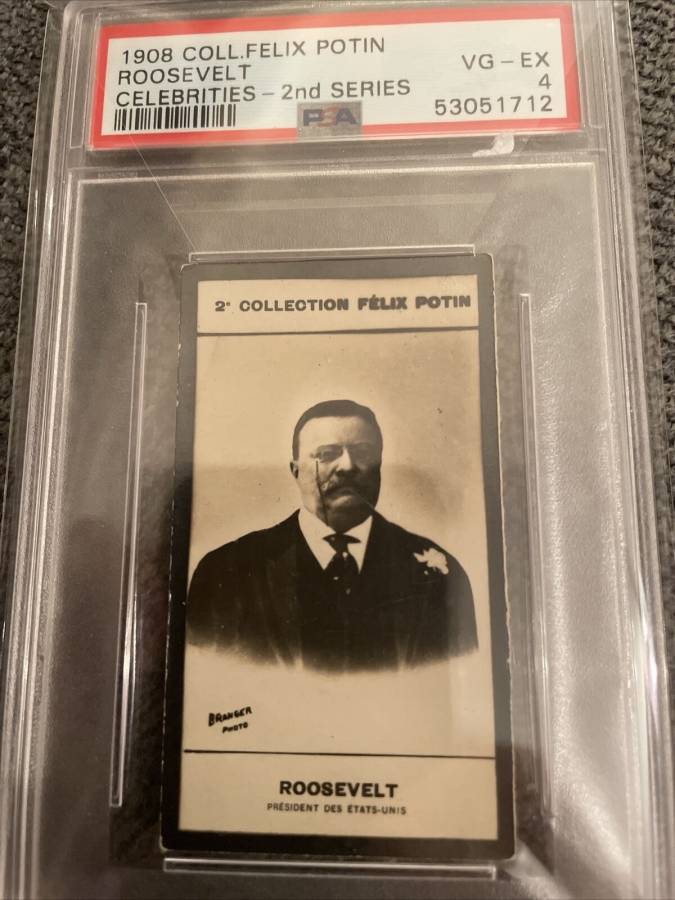 1908 COLL.FELIX POTIN
ROOSEVELT
CELEBRITIES – 2nd SERIES
VG – EX
4
53051712
PSA
2e COLLECTION FÉLIX POTIN
BRANGER
PHOTO
ROOSEVELT
PRÉSIDENT DES ÉTATS-UNIS